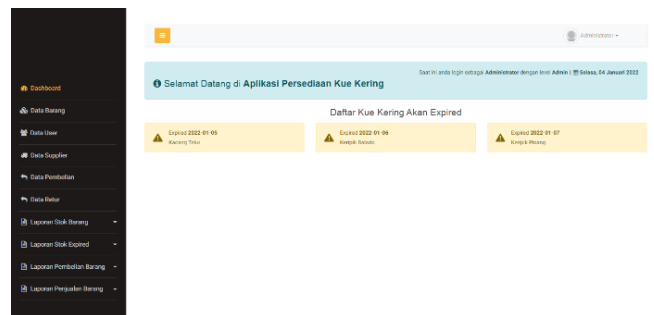 Administrator
Saat ini anda login sebagai Administrator dengan level Admin | Selasa, 04 Januari 2022
Selamat Datang di Aplikasi Persediaan Kue Kering
Daftar Kue Kering Akan Expired
Expired 2022-01-05
Kacang Telur
Expired 2022-01-06
Keripik Balado
Expired 2022-01-07
Keripik Pisang
Dashboard
Data Barang
Data User
Data Supplier
Data Pembelian
Data Retur
Laporan Stok Barang
Laporan Stok Expired
Laporan Pembelian Barang
Laporan Penjualan Barang